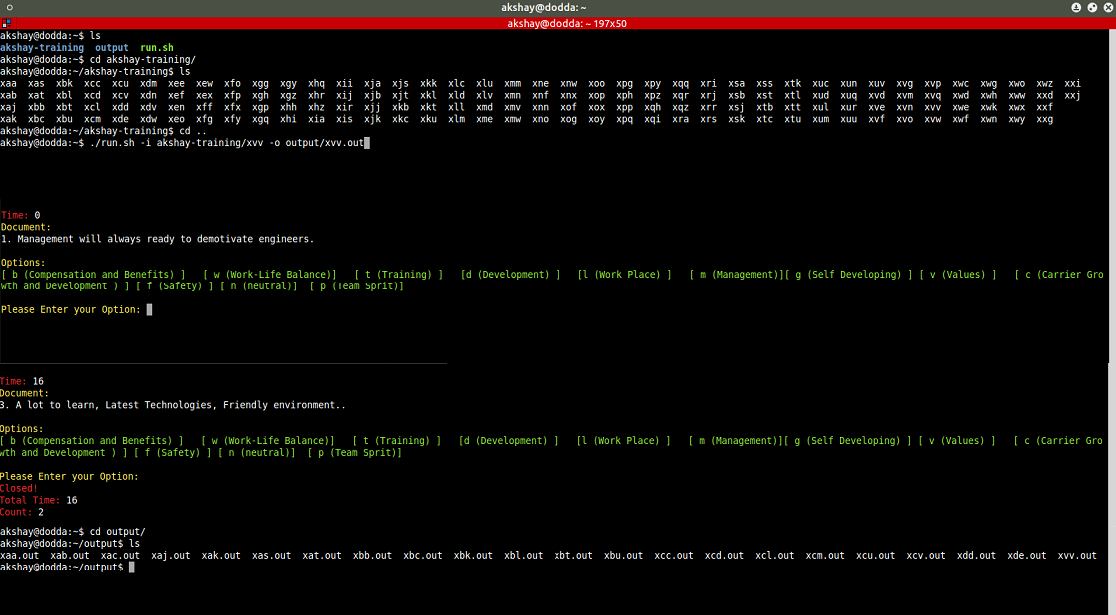 akshay@dodda: ~
akshay@dodda: ~ 197x50
akshay@dodda:~$ ls
akshay-training  output  run.sh
akshay@dodda:~$ cd akshay-training/
akshay@dodda:~/akshay-training$ ls
xaa  xas  xbk  xcc  xcu  xdm  xee  xew  xfo  xgg  xgy  xhq  xii  xja  xjs  xkk  xlc  xlu  xmm  xne  xnw  xoo  xpg  xpy  xqq  xri  xsa  xss  xtk  xuc  xun  xuv  xvg  xvp  xwc  xwg  xwo  xwz  xxi
xab  xat  xbl  xcd  xcv  xdn  xef  xex  xfp  xgh  xgz  xhr  xij  xjb  xjt  xkl  xld  xlv  xmn  xnf  xnx  xop  xph  xpz  xqr  xrj  xsb  xst  xtl  xud  xuq  xvd  xvm  xvq  xwd  xwh  xww  xxd  xxj
xaj  xbb  xbt  xcl  xdd  xdv  xen  xff  xfx  xgp  xhh  xhz  xir  xjj  xkb  xkt  xll  xmd  xmv  xnn  xof  xox  xpp  xqh  xqz  xrr  xsj  xtb  xtt  xul  xur  xve  xvn  xvv  xwe  xwk  xwx  xxf
xak  xbc  xbu  xcm  xde  xdw  xeo  xfg  xfy  xgq  xhi  xia  xis  xjk  xkc  xku  xlm  xme  xmw  xno  xog  xoy  xpq  xqi  xra  xrs  xsk  xtc  xtu  xum  xuu  xvf  xvo  xvw  xwf  xwn  xwy  xxg
akshay@dodda:~/akshay-training$ cd ..
akshay@dodda:~$ ./run.sh -i akshay-training/xvv -o output/xvv.out
Time: 0
Document:
1. Management will always ready to demotivate engineers.
Options:
[ b (Compensation and Benefits) ]   [ w (Work-Life Balance)]   [ t (Training) ]   [d (Development) ]   [l (Work Place) ]   [ m (Management)][ g (Self Developing) ] [ v (Values) ]   [ c (Carrier Gro
wth and Development ) ] [ f (Safety) ] [ n (neutral)]  [ p (Team Sprit)]
Please Enter your Option:
Time: 16
Document:
3. A lot to learn, Latest Technologies, Friendly environment..
Options:
[ b (Compensation and Benefits) ]   [ w (Work-Life Balance)]   [ t (Training) ]   [d (Development) ]   [l (Work Place) ]   [ m (Management)][ g (Self Developing) ] [ v (Values) ]   [ c (Carrier Gro
wth and Development ) ] [ f (Safety) ] [ n (neutral)]  [ p (Team Sprit)]
Please Enter your Option:
Closed!
Total Time: 16
Count: 2
akshay@dodda:~$ cd output/
akshay@dodda:~/output$ ls
xaa.out  xab.out  xac.out  xaj.out  xak.out  xas.out  xat.out  xbb.out  xbc.out  xbk.out  xbl.out  xbt.out  xbu.out  xcc.out  xcd.out  xcl.out  xcm.out  xcu.out  xcv.out  xdd.out  xde.out  xvv.out
akshay@dodda:~/output$